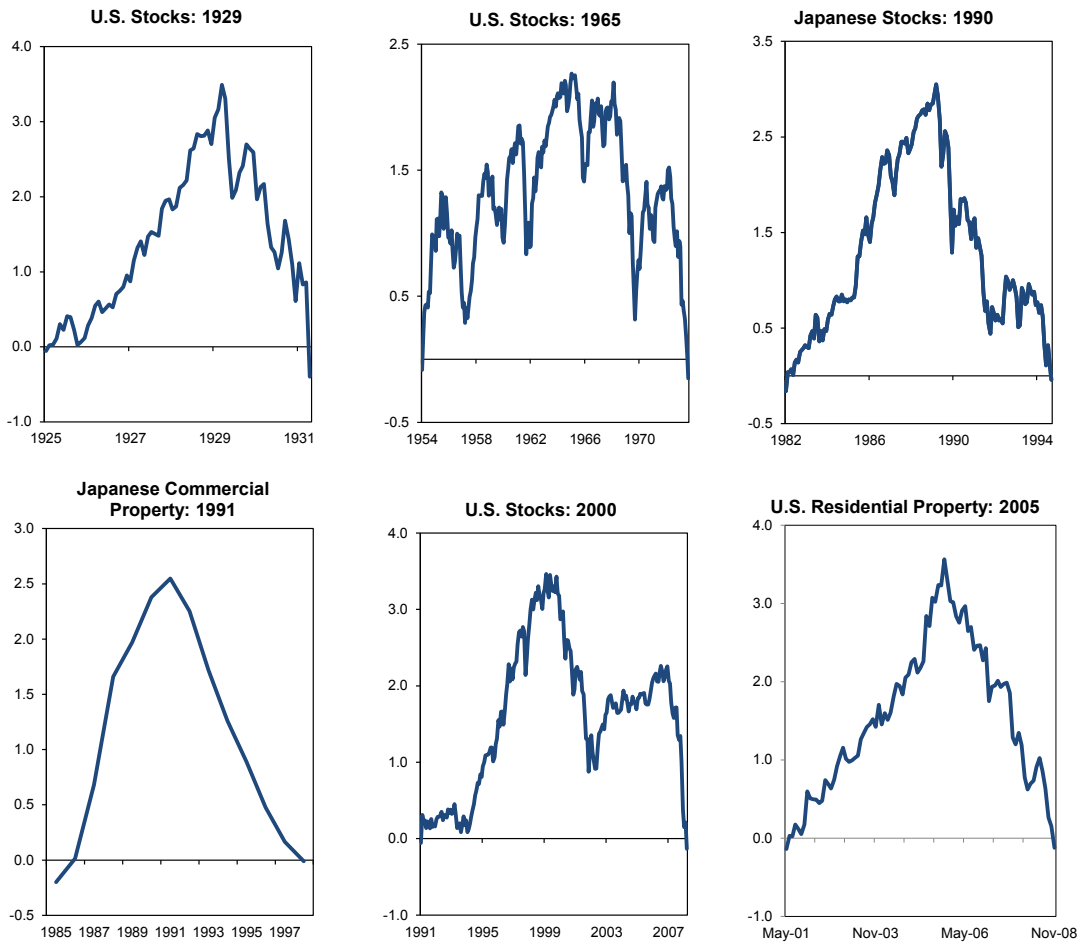 U.S. Stocks: 1929
4.0
3.0
2.0
1.0
0.0
-1.0
1925 1927 1929 1931
U.S. Stocks: 1965
2.5
1.5
0.5
-0.5
1954 1958 1962 1966 1970
Japanese Stocks: 1990
3.5
2.5
1.5
0.5
-0.5
1982 1986 1990 1994
Japanese Commercial
Property: 1991
3.0
2.5
2.0
1.5
1.0
0.5
0.0
-0.5
1985 1987 1989 1991 1993 1995 1997
U.S. Stocks: 2000
4.0
3.0
2.0
1.0
0.0
-1.0
1991 1995 1999 2003 2007
U.S. Residential Property: 2005
4.0
3.0
2.0
1.0
0.0
-1.0
May-01 Nov-03 May-06 Nov-08